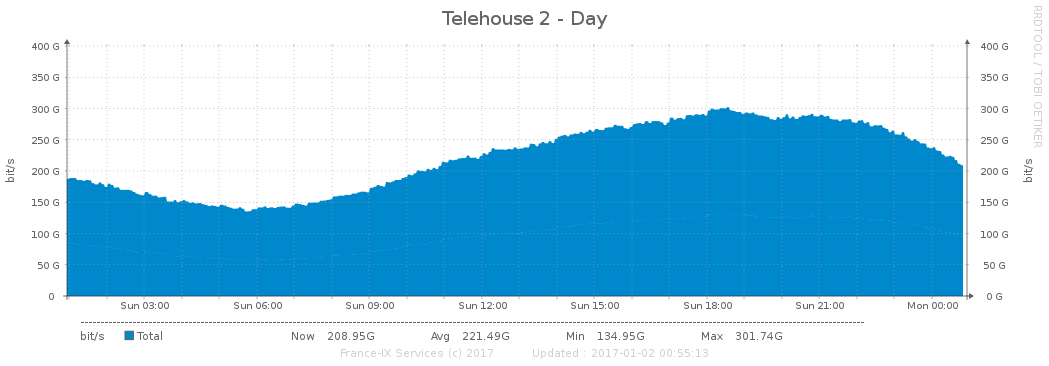 Telehouse 2 - Day
RRDTOOL / TOBI OETIKER
bit/s
bit/s
400 G 400 G
350 G 350 G
300 G 300 G
250 G 250 G
200 G 200 G
150 G 150 G
100 G 100 G
50 G 50 G
0 0 G
Sun 03:00 Sun 06:00 Sun 09:00 Sun 12:00 Sun 15:00 Sun 18:00 Sun 21:00 Mon 00:00
bit/s Total Now 208.95G Avg 221.49G Min 134.95G Max 301.74G
France-IX Services (c) 2017 Updated : 2017-01-02 00:55:13